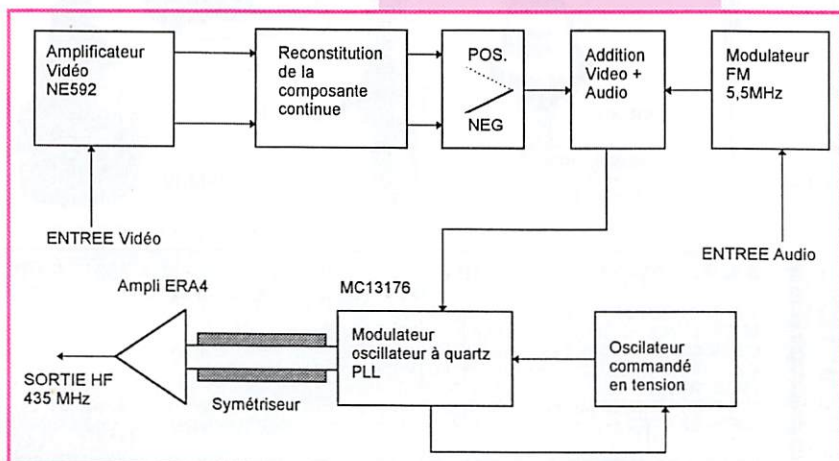 Amplificateur
Vidéo
NE592
Reconstitution
de la
composante
continue
POS.
NEG
Addition
Video +
Audio
Modulateur
FM
5,5MHz
ENTREE Vidéo
ENTREE Audio
Ampli ERA4
MC13176
Modulateur
oscillateur à quartz
PLL
Oscilateur
commandé
en tension
SORTIE HF
435 MHz
Symétriseur